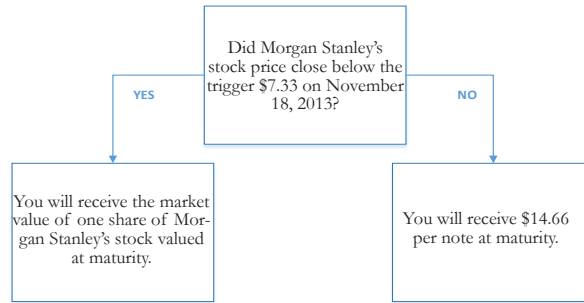 Did Morgan Stanley's
stock price close below the
trigger $7.33 on November
18, 2013?
YES
NO
You will receive the market
value of one share of Mor-
gan Stanley's stock valued
at maturity.
You will receive $14.66
per note at maturity.